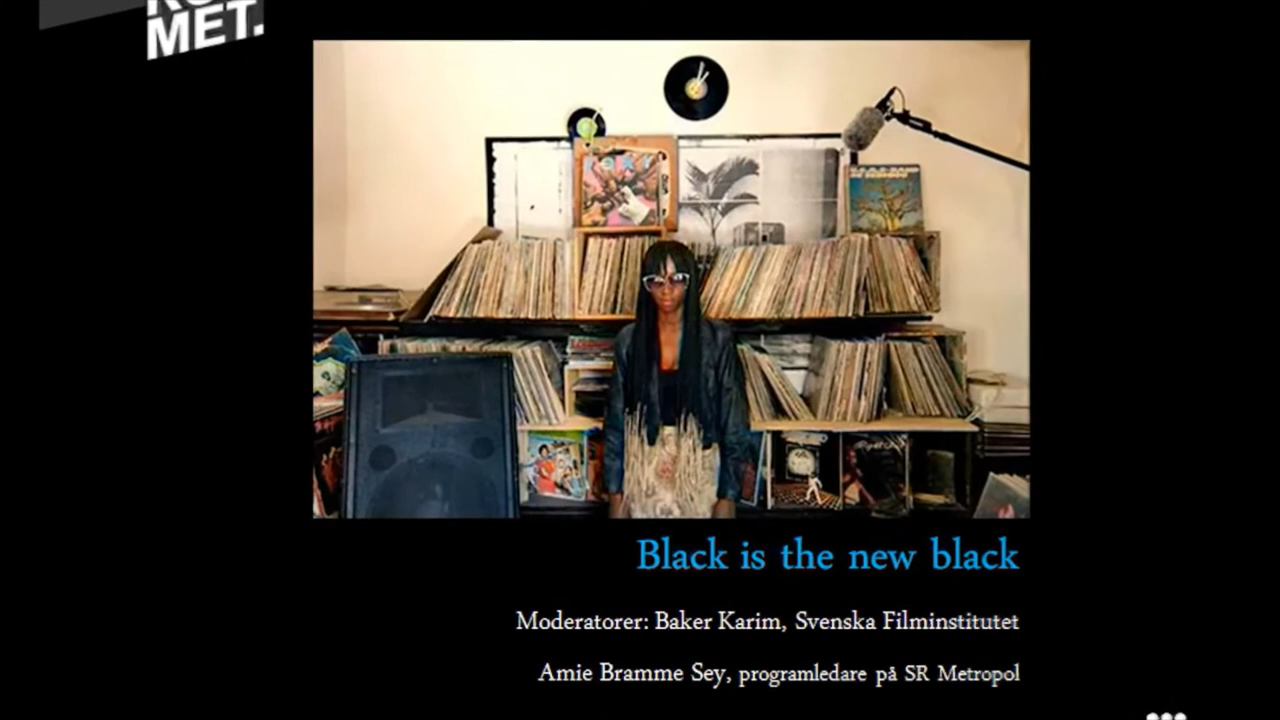 MET.
Black is the new black
Moderatorer: Baker Karim, Svenska Filminstitutet
Amie Bramme Sey, programledare på SR Metropol